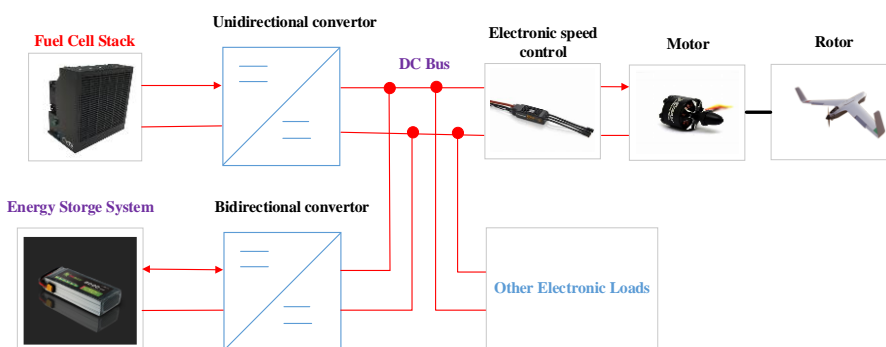 Unidirectional convertor
Fuel Cell Stack
DC Bus
Electronic speed
control
Motor
Rotor
Energy Storge System
Bidirectional convertor
Other Electronic Loads